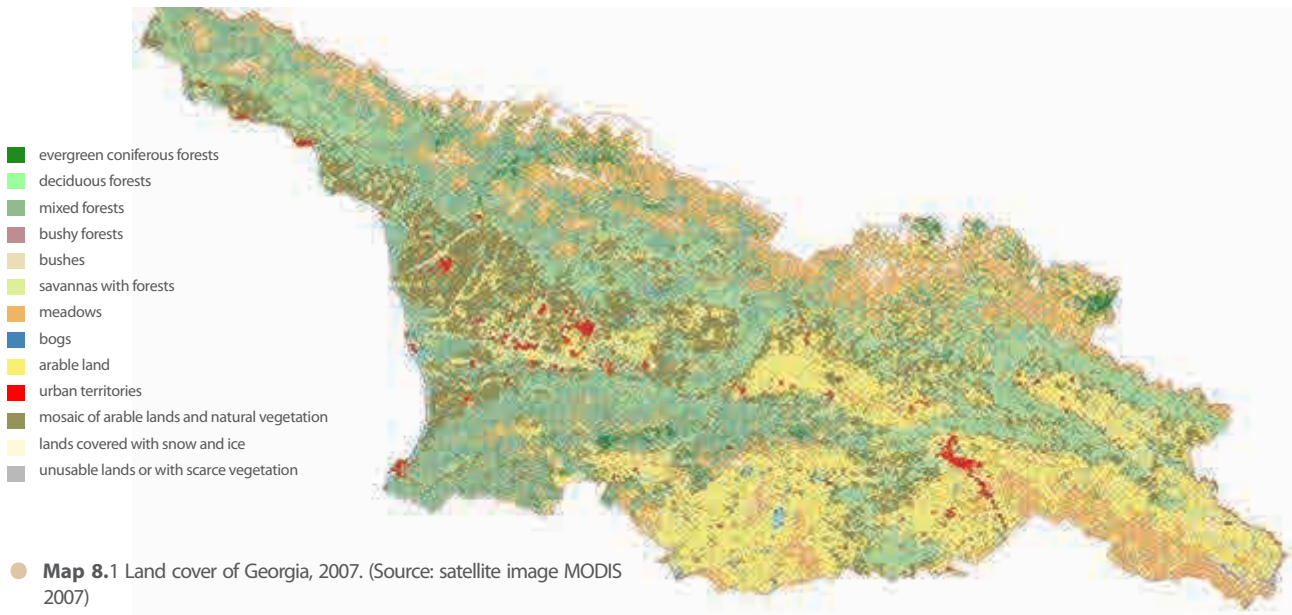 evergreen coniferous forests
deciduous forests
mixed forests
bushy forests
bushes
savannas with forests
meadows
bogs
arable land
urban territories
mosaic of arable lands and natural vegetation
lands covered with snow and ice
unusable lands or with scarce vegetation
Map 8.1 Land cover of Georgia, 2007. (Source: satellite image MODIS
2007)